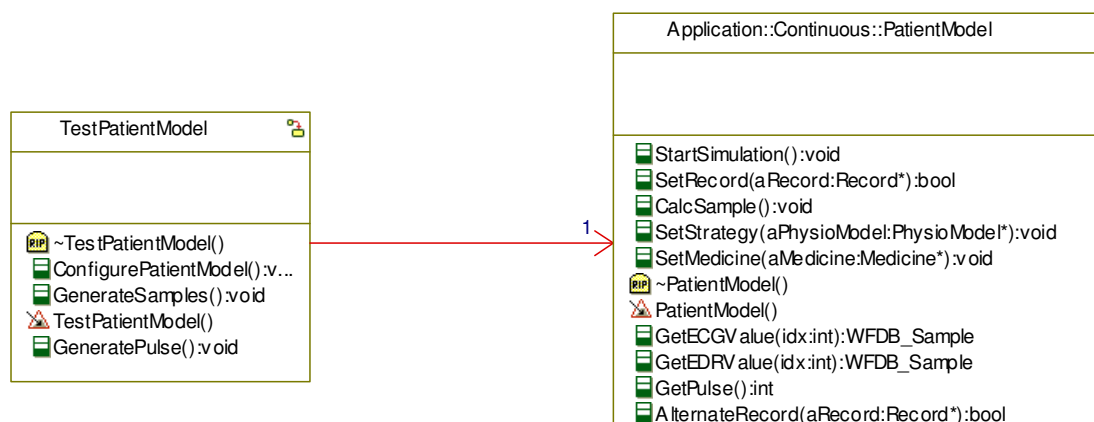 TestPatientModel
RIP ~TestPatientModel()
ConfigurePatientModel():v...
GenerateSamples():void
TestPatientModel()
GeneratePulse():void
1
Application::Continuous::PatientModel
StartSimulation():void
SetRecord(aRecord:Record*):bool
CalcSample():void
SetStrategy(aPhysioModel:PhysioModel*):void
SetMedicine(aMedicine:Medicine*):void
RIP ~PatientModel()
PatientModel()
GetECGValue(idx:int):WFDB_Sample
GetEDRValue(idx:int):WFDB_Sample
GetPulse():int
AlternateRecord(aRecord:Record*):bool